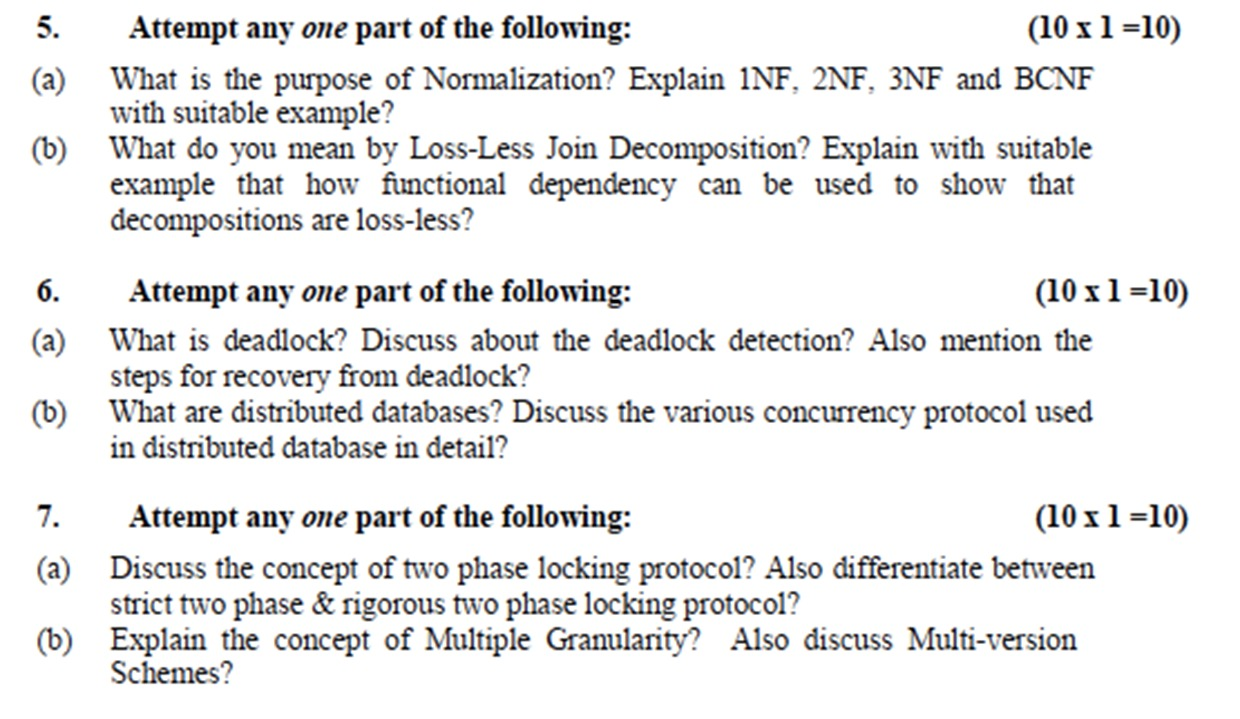 5. Attempt any one part of the following: (10 x 1 =10)
(a) What is the purpose of Normalization? Explain 1NF, 2NF, 3NF and BCNF
with suitable example?
(b) What do you mean by Loss-Less Join Decomposition? Explain with suitable
example that how functional dependency can be used to show that
decompositions are loss-less?
6. Attempt any one part of the following: (10 x 1 =10)
(a) What is deadlock? Discuss about the deadlock detection? Also mention the
steps for recovery from deadlock?
(b) What are distributed databases? Discuss the various concurrency protocol used
in distributed database in detail?
7. Attempt any one part of the following: (10 x 1 =10)
(a) Discuss the concept of two phase locking protocol? Also differentiate between
strict two phase & rigorous two phase locking protocol?
(b) Explain the concept of Multiple Granularity? Also discuss Multi-version
Schemes?